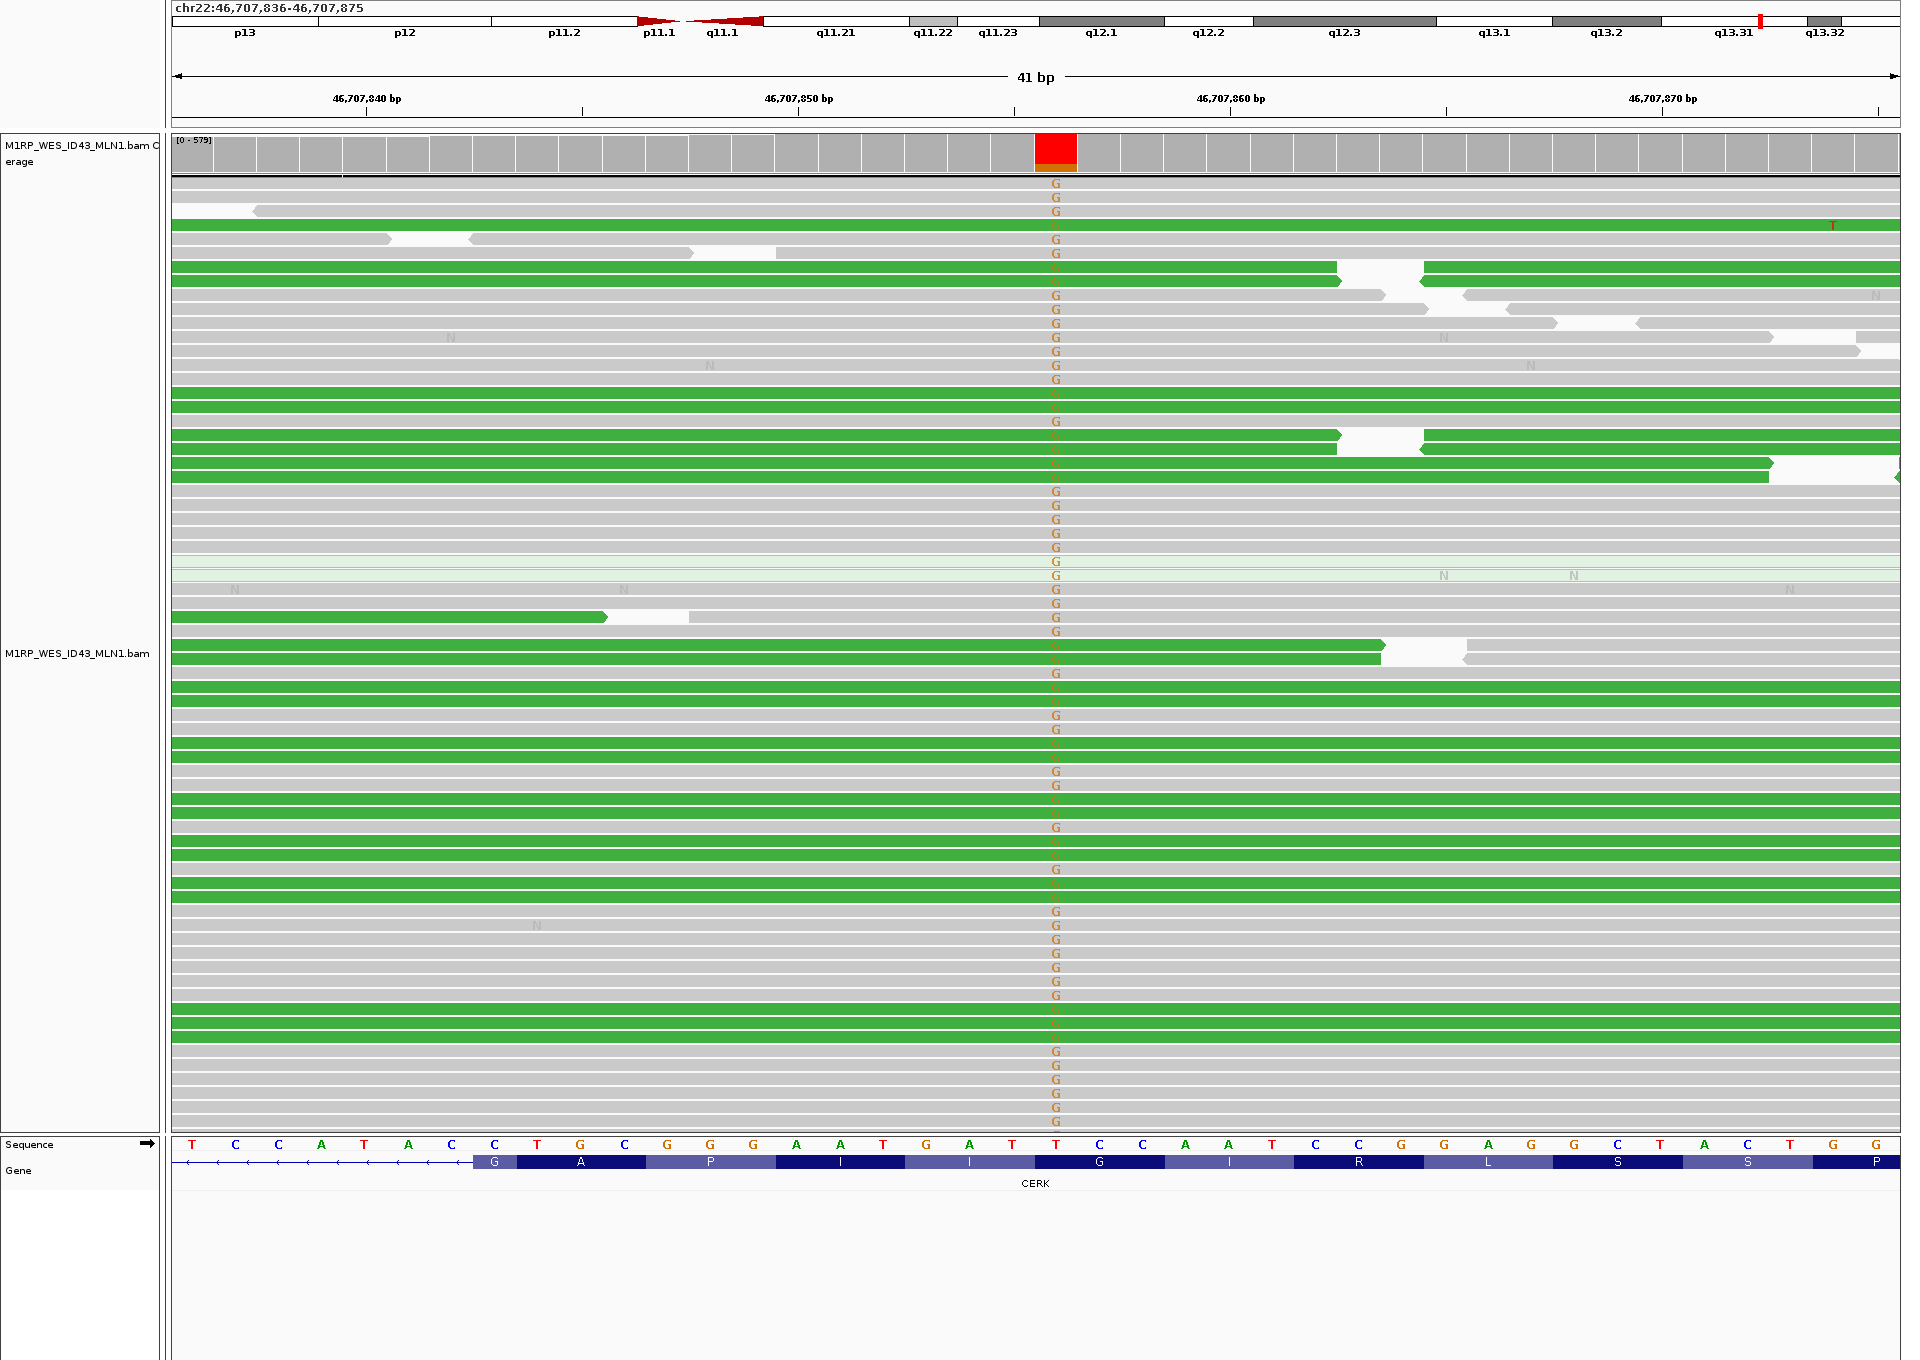 chr22:46,707,836-46,707,875
p13 p12 p11.2 p11.1 q11.1 q11.21 q11.22 q11.23 q12.1 q12.2 q12.3 q13.1 q13.2 q13.31 q13.32
41 bp
46,707,840 bp 46,707,850 bp 46,707,860 bp 46,707,870 bp
M1RP_WES_ID43_MLN1.bam C
erage
[0 - 579]
G
G
G
T
G
G
G N
G
G
N G N
G
N G N
G
G
G
G
G
G
G
G
G N N
N N G N
G
G
G
M1RP_WES_ID43_MLN1.bam
G
G
G
G
G
G
G
G
N G
G
G
G
G
G
G
G
G
G
G
G
Sequence T C C A T A C C T G C G G G A A T G A T T C C A A T C C G G A G G C T A C T G G
Gene G A P I I G I R L S S P
CERK